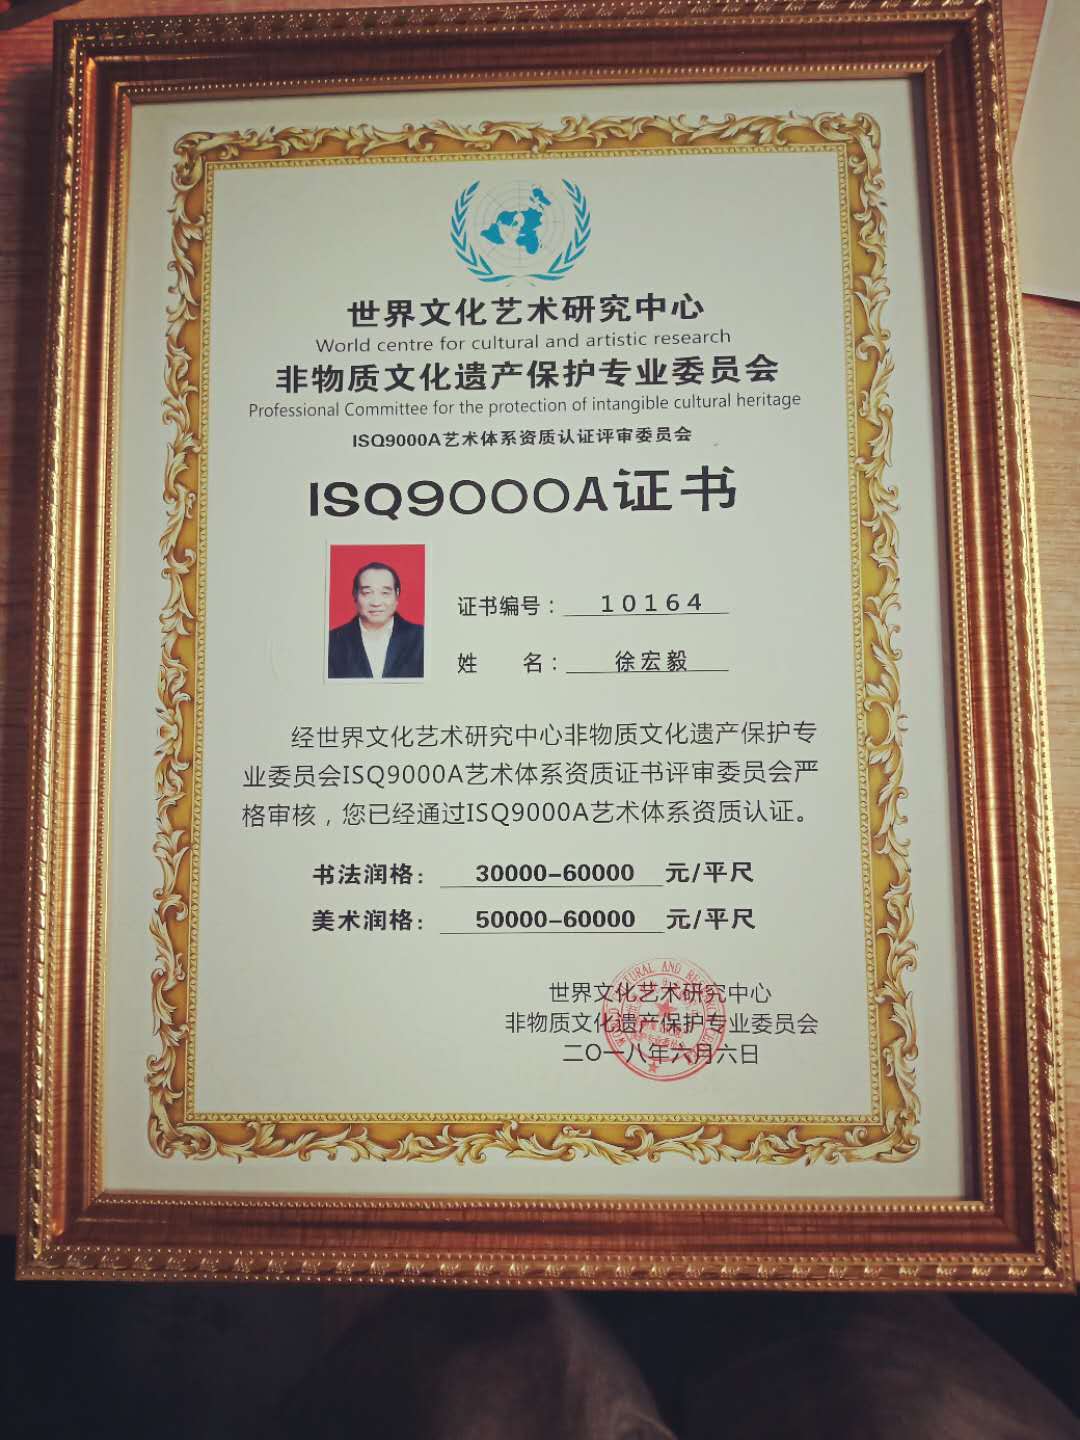 世界文化艺术研究中心
World centre for cultural and artistic research
非物质文化遗产保护专业委员会
Professional Committee for the protection of intangible cultural heritage
ISQ9000A艺术体系资质认证评审委员会
ISQ9000A证书
证书编号： 10164
姓 名： 徐宏毅
经世界文化艺术研究中心非物质文化遗产保护专
业委员会ISQ9000A艺术体系资质证书评审委员会严
格审核，您已经通过ISQ9000A艺术体系资质认证。
书法润格： 30000-60000 元/平尺
美术润格： 50000-60000 元/平尺
世界文化艺术研究中心
非物质文化遗产保护专业委员会
二〇一八年六月六日